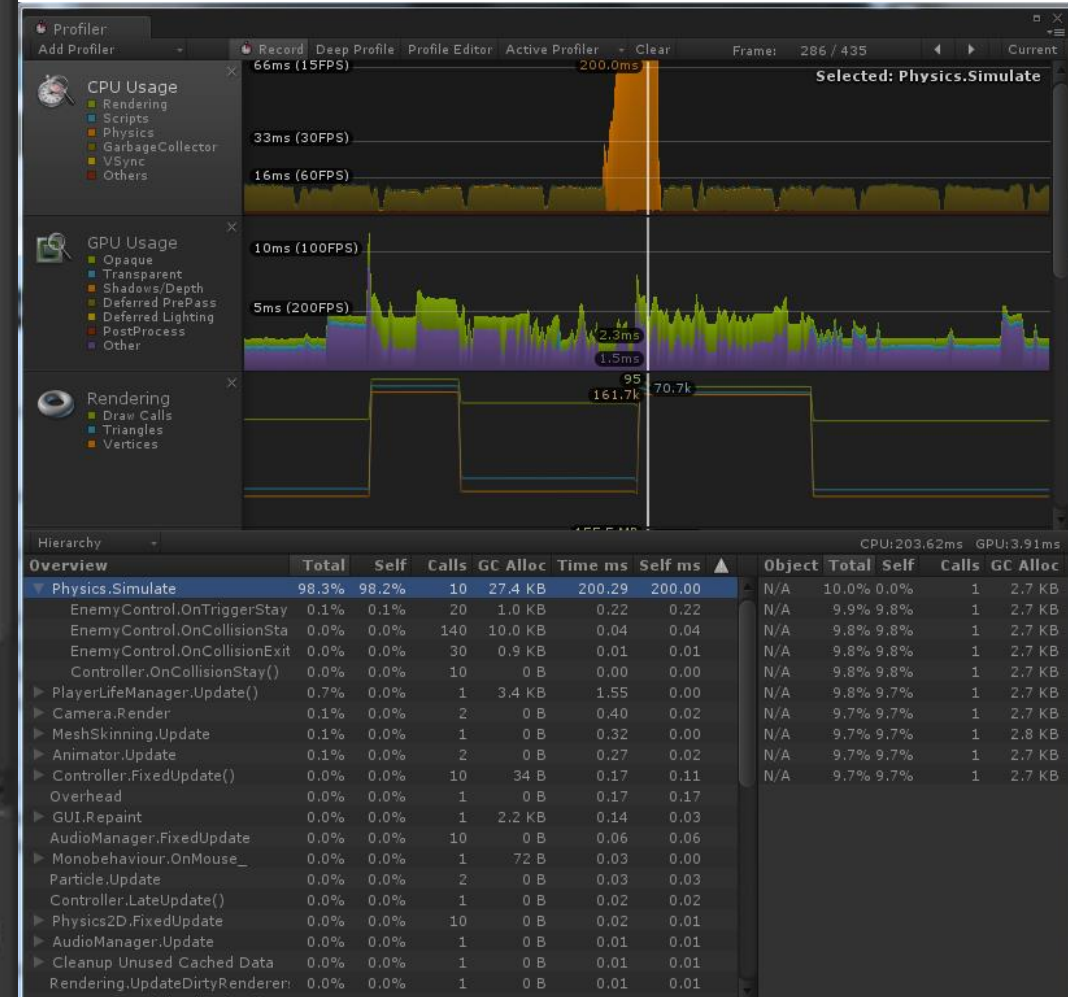 Profiler
Add Profiler Record Deep Profile Profile Editor Active Profiler Clear Frame: 286 / 435 Current
CPU Usage
Rendering
Scripts
Physics
GarbageCollector
VSync
Others
66ms (15FPS)
200.0ms
Selected: Physics.Simulate
33ms (30FPS)
16ms (60FPS)
GPU Usage
Opaque
Transparent
Shadows/Depth
Deferred PrePass
Deferred Lighting
PostProcess
Other
10ms (100FPS)
5ms (200FPS)
2.3ms
1.5ms
Rendering
Draw Calls
Triangles
Vertices
95
161.7k
70.7k
Hierarchy CPU:203.62ms GPU:3.91ms
Overview Total Self Calls GC Alloc Time ms Self ms Object Total Self Calls GC Alloc
Physics.Simulate 98.3% 98.2% 10 27.4 KB 200.29 200.00 N/A 10.0% 0.0% 1 2.7 KB
EnemyControl.OnTriggerStay 0.1% 0.1% 20 1.0 KB 0.22 0.22 N/A 9.9% 9.8% 1 2.7 KB
EnemyControl.OnCollisionSta 0.0% 0.0% 140 10.0 KB 0.04 0.04 N/A 9.8% 9.8% 1 2.7 KB
EnemyControl.OnCollisionExit 0.0% 0.0% 30 0.9 KB 0.01 0.01 N/A 9.8% 9.8% 1 2.7 KB
Controller.OnCollisionStay() 0.0% 0.0% 10 0 B 0.00 0.00 N/A 9.8% 9.8% 1 2.7 KB
PlayerLifeManager.Update() 0.7% 0.0% 1 3.4 KB 1.55 0.00 N/A 9.8% 9.7% 1 2.7 KB
Camera.Render 0.1% 0.0% 2 0 B 0.40 0.02 N/A 9.7% 9.7% 1 2.7 KB
MeshSkinning.Update 0.1% 0.0% 1 0 B 0.32 0.00 N/A 9.7% 9.7% 1 2.8 KB
Animator.Update 0.1% 0.0% 2 0 B 0.27 0.02 N/A 9.7% 9.7% 1 2.7 KB
Controller.FixedUpdate() 0.0% 0.0% 10 34 B 0.17 0.11 N/A 9.7% 9.7% 1 2.7 KB
Overhead 0.0% 0.0% 1 0 B 0.17 0.17
GUI.Repaint 0.0% 0.0% 1 2.2 KB 0.14 0.03
AudioManager.FixedUpdate 0.0% 0.0% 10 0 B 0.06 0.06
Monobehaviour.OnMouse_ 0.0% 0.0% 1 72 B 0.03 0.00
Particle.Update 0.0% 0.0% 2 0 B 0.03 0.03
Controller.LateUpdate() 0.0% 0.0% 1 0 B 0.02 0.02
Physics2D.FixedUpdate 0.0% 0.0% 10 0 B 0.02 0.01
AudioManager.Update 0.0% 0.0% 1 0 B 0.01 0.01
Cleanup Unused Cached Data 0.0% 0.0% 1 0 B 0.01 0.01
Rendering.UpdateDirtyRenderer 0.0% 0.0% 1 0 B 0.01 0.01